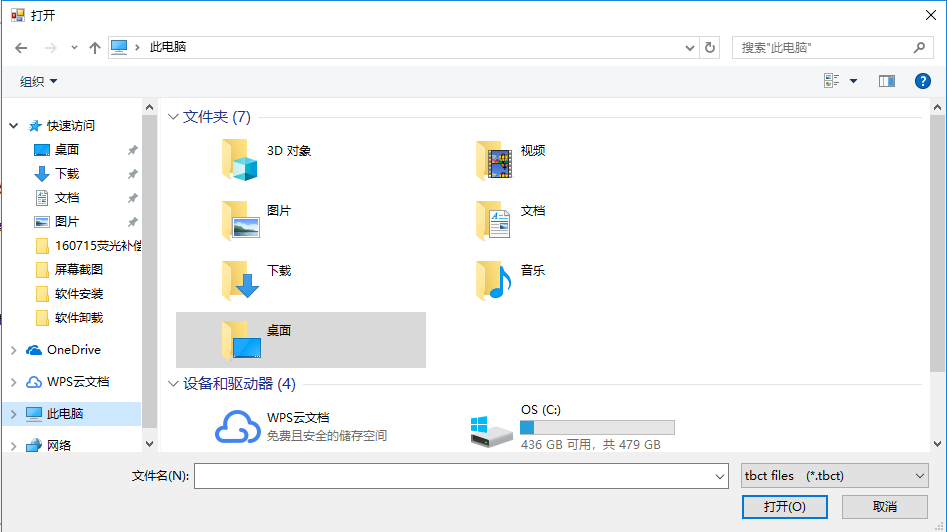 打开
此电脑
搜索"此电脑"
组织
快速访问
桌面
下载
文档
图片
160715荧光补偿
屏幕截图
软件安装
软件卸载
OneDrive
WPS云文档
此电脑
网络
文件夹 (7)
3D 对象
视频
图片
文档
下载
音乐
桌面
设备和驱动器 (4)
WPS云文档
免费且安全的储存空间
OS (C:)
436 GB 可用，共 479 GB
文件名(N):
tbct files (*.tbct)
打开(O)
取消